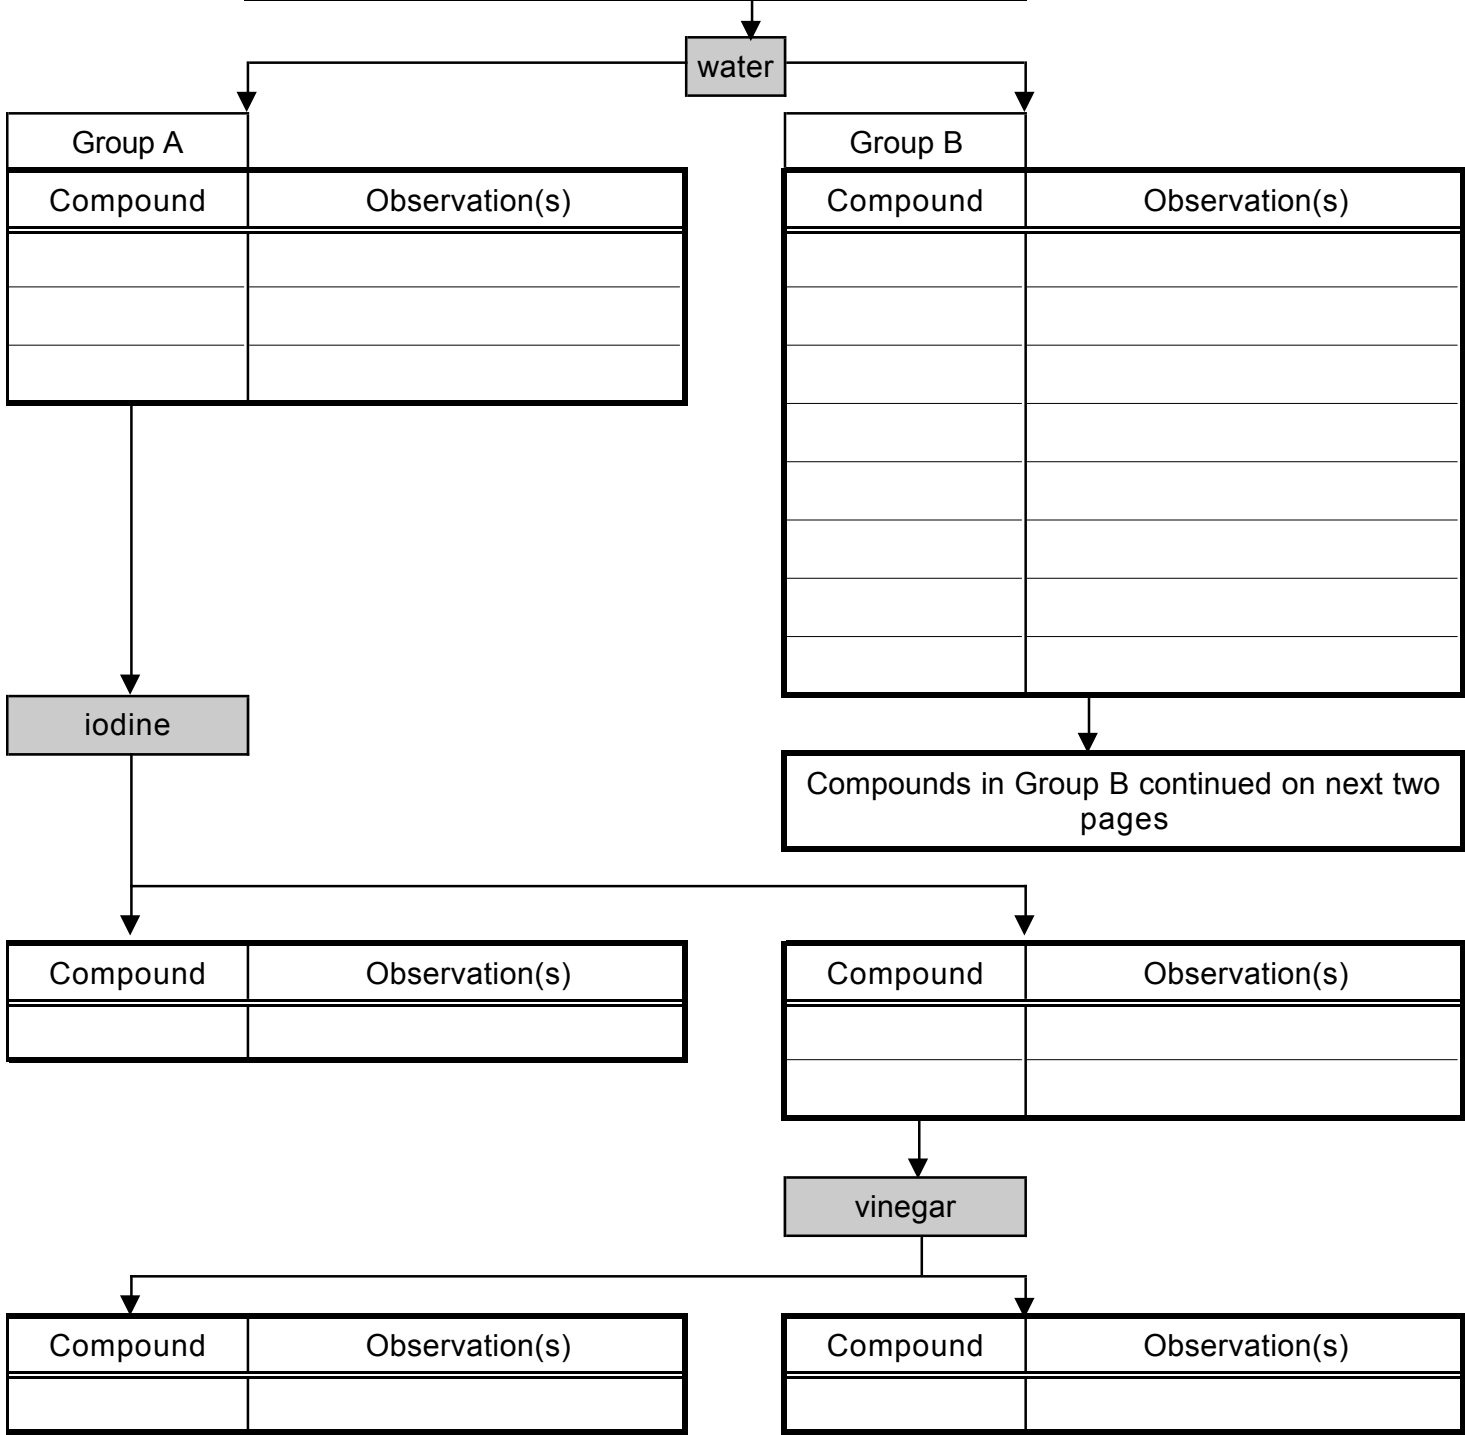 water
Group A
Group B
Compound Observation(s)
Compound Observation(s)
iodine
Compounds in Group B continued on next two
pages
Compound Observation(s)
Compound Observation(s)
vinegar
Compound Observation(s)
Compound Observation(s)